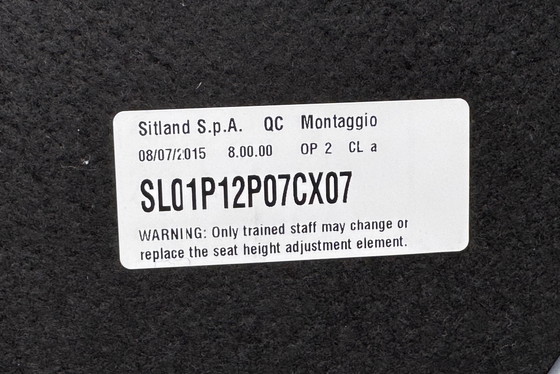 Sitland S.p.A. QC Montaggio
08/07/2015 8.00.00 OP 2 CL a
SL01P12P07CX07
WARNING: Only trained staff may change or
replace the seat height adjustment element.